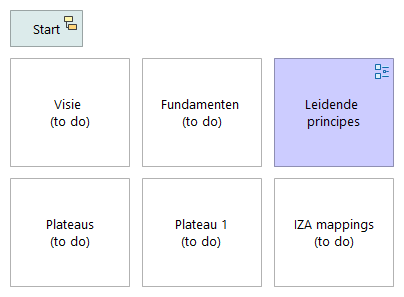 Start
Visie
(to do)
Fundamenten
(to do)
Leidende
principes
Plateaus
(to do)
Plateau 1
(to do)
IZA mappings
(to do)